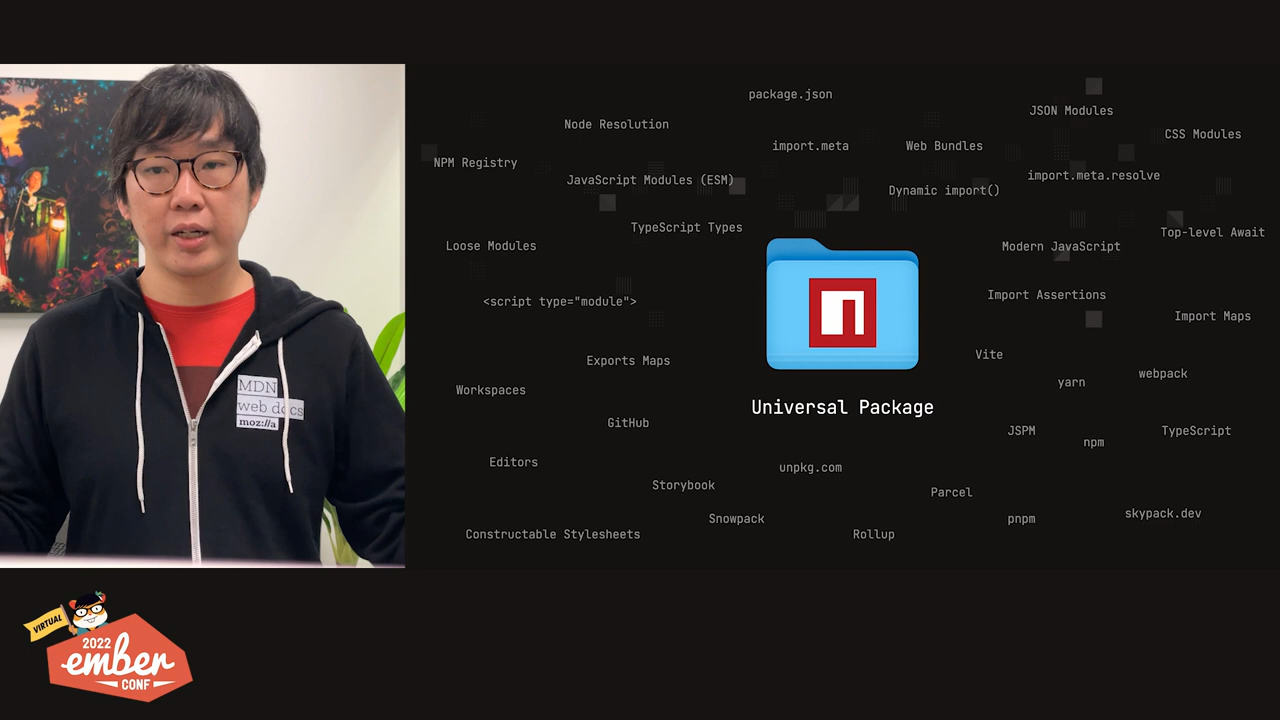 package.json
JSON Modules
Node Resolution
CSS Modules
import.meta
Web Bundles
NPM Registry
import.meta.resolve
JavaScript Modules (ESM)
Dynamic import()
TypeScript Types
Top-level Await
Loose Modules
Modern JavaScript
Import Assertions
<script type="module">
Import Maps
n
Vite
Exports Maps
webpack
yarn
Workspaces
Universal Package
GitHub
JSPM
TypeScript
npm
Editors
unpkg.com
Storybook
Parcel
skypack.dev
Snowpack
pnpm
Constructable Stylesheets
Rollup
MDN
web docs
moz://a
VIRTUAL
2022
ember
CONF